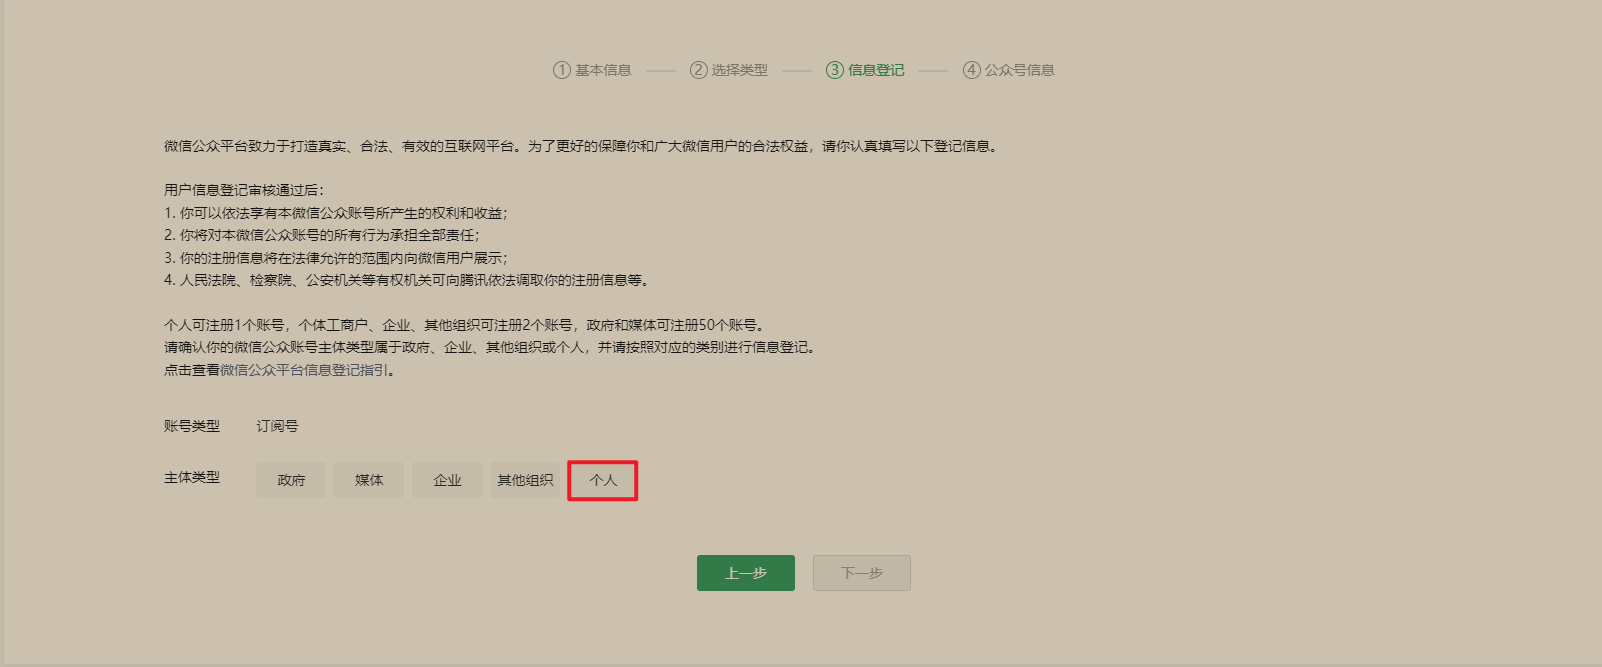 ① 基本信息 ② 选择类型 ③ 信息登记 ④ 公众号信息
微信公众平台致力于打造真实、合法、有效的互联网平台。为了更好的保障你和广大微信用户的合法权益，请你认真填写以下登记信息。
用户信息登记审核通过后：
1. 你可以依法享有本微信公众账号所产生的权利和收益；
2. 你将对本微信公众账号的所有行为承担全部责任；
3. 你的注册信息将在法律允许的范围内向微信用户展示；
4. 人民法院、检察院、公安机关等有权机关可向腾讯依法调取你的注册信息等。
个人可注册1个账号，个体工商户、企业、其他组织可注册2个账号，政府和媒体可注册50个账号。
请确认你的微信公众账号主体类型属于政府、企业、其他组织或个人，并请按照对应的类别进行信息登记。
点击查看微信公众平台信息登记指引。
账号类型 订阅号
主体类型 政府 媒体 企业 其他组织 个人
上一步 下一步